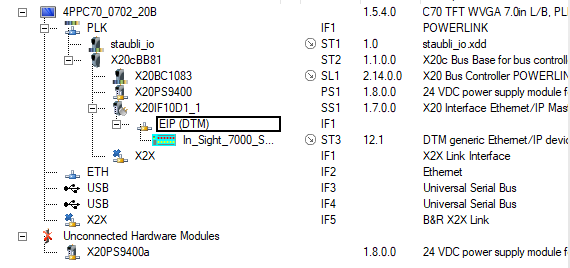 4PPC70_0702_20B 1.5.4.0 C70 TFT WVGA 7.0in L/B, PL
PLK IF1 POWERLINK
staubli_io ST1 1.0 staubli_io.xdd
X20cBB81 ST2 1.1.0.0 X20c Bus Base for bus control
X20BC1083 SL1 2.14.0.0 X20 Bus Controller POWERLIN
X20PS9400 PS1 1.8.0.0 24 VDC power supply module f
X20IF10D1_1 SS1 1.7.0.0 X20 Interface Ethernet/IP Mas
EIP (DTM) IF1
In_Sight_7000_S... ST3 12.1 DTM generic Ethernet/IP devic
X2X IF1 X2X Link Interface
ETH IF2 Ethernet
USB IF3 Universal Serial Bus
USB IF4 Universal Serial Bus
X2X IF5 B&R X2X Link
Unconnected Hardware Modules
X20PS9400a 1.8.0.0 24 VDC power supply module f